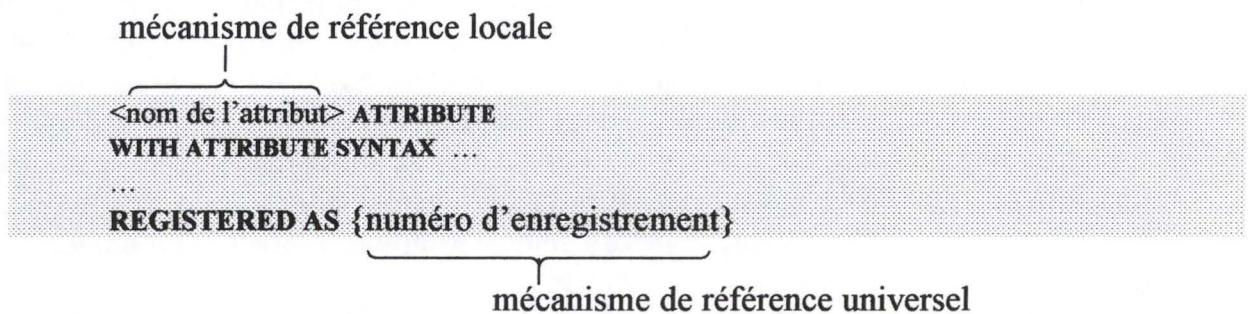 mécanisme de référence locale
<nom de l'attribut> ATTRIBUTE
WITH ATTRIBUTE SYNTAX ...
...
REGISTERED AS {numéro d'enregistrement}
mécanisme de référence universel